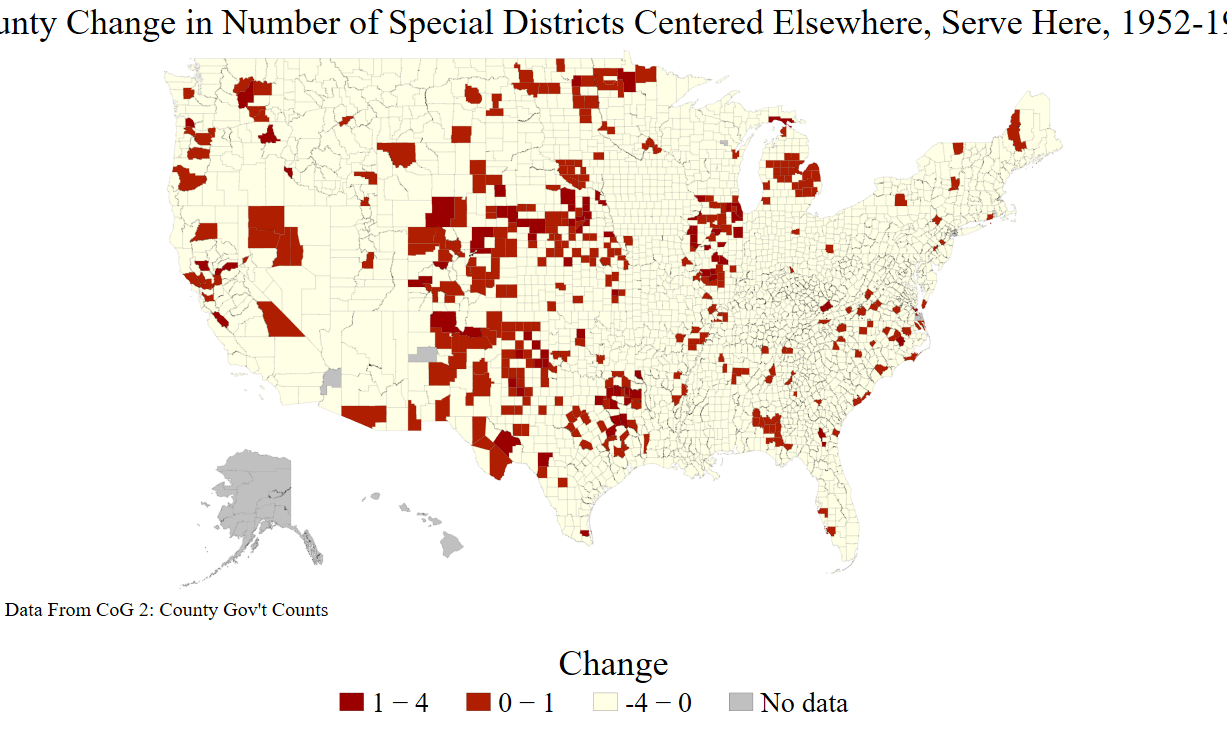 unty Change in Number of Special Districts Centered Elsewhere, Serve Here, 1952-19
Data From CoG 2: County Gov't Counts
Change
1 − 4 0 − 1 -4 − 0 No data